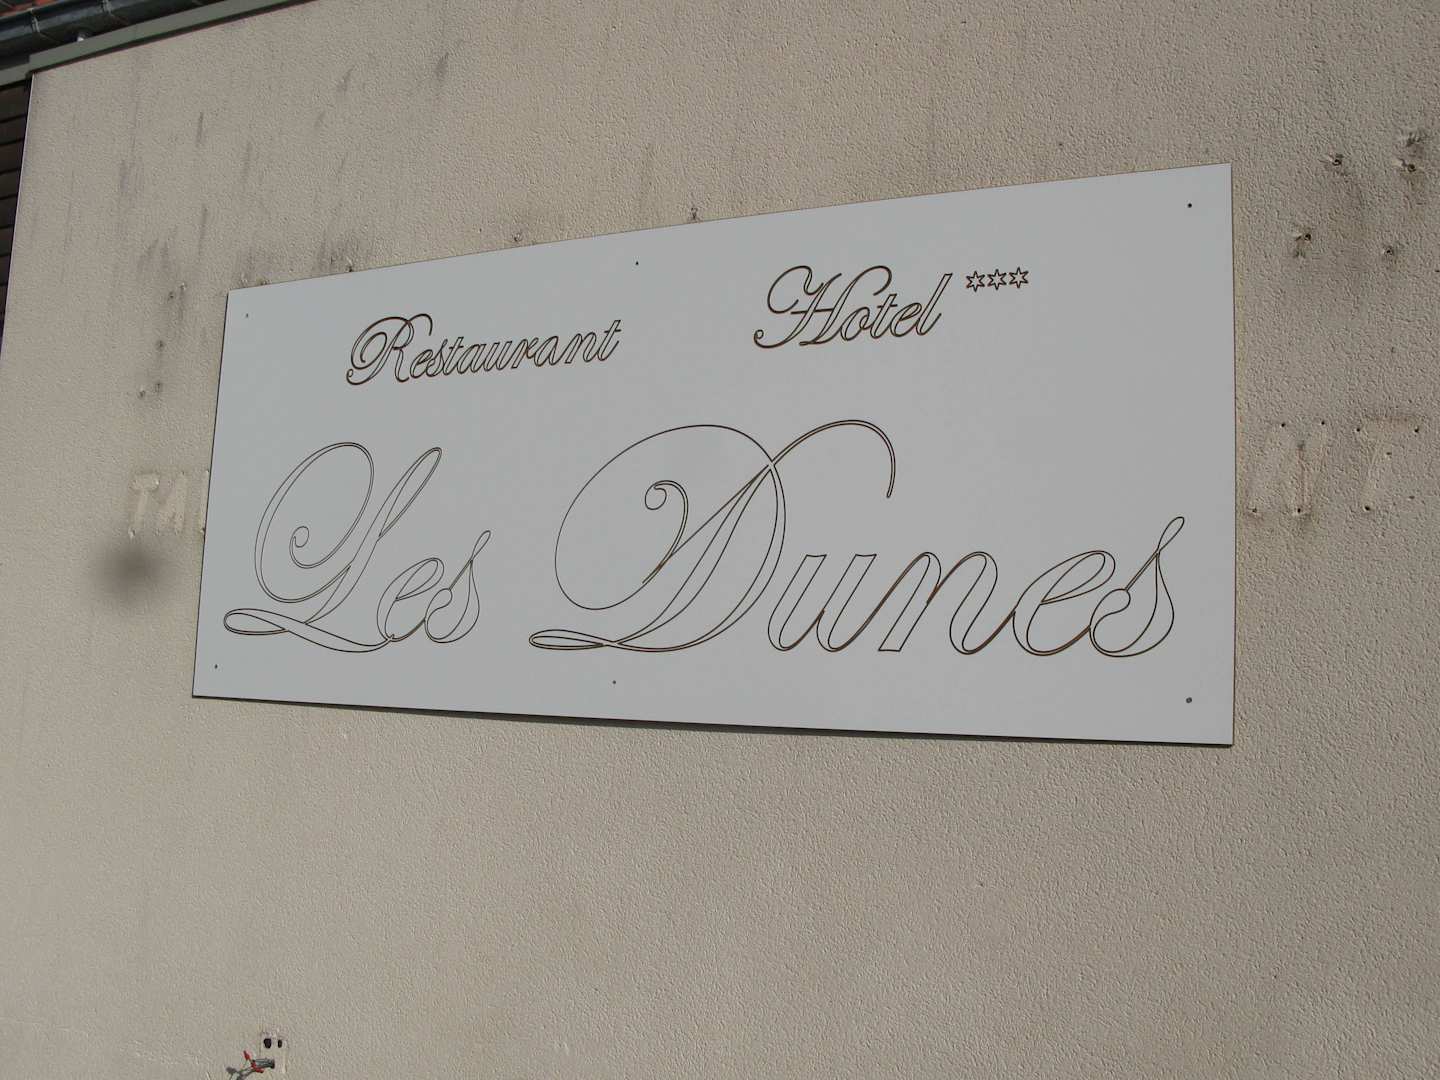 Restaurant Hotel ***
Les Dunes